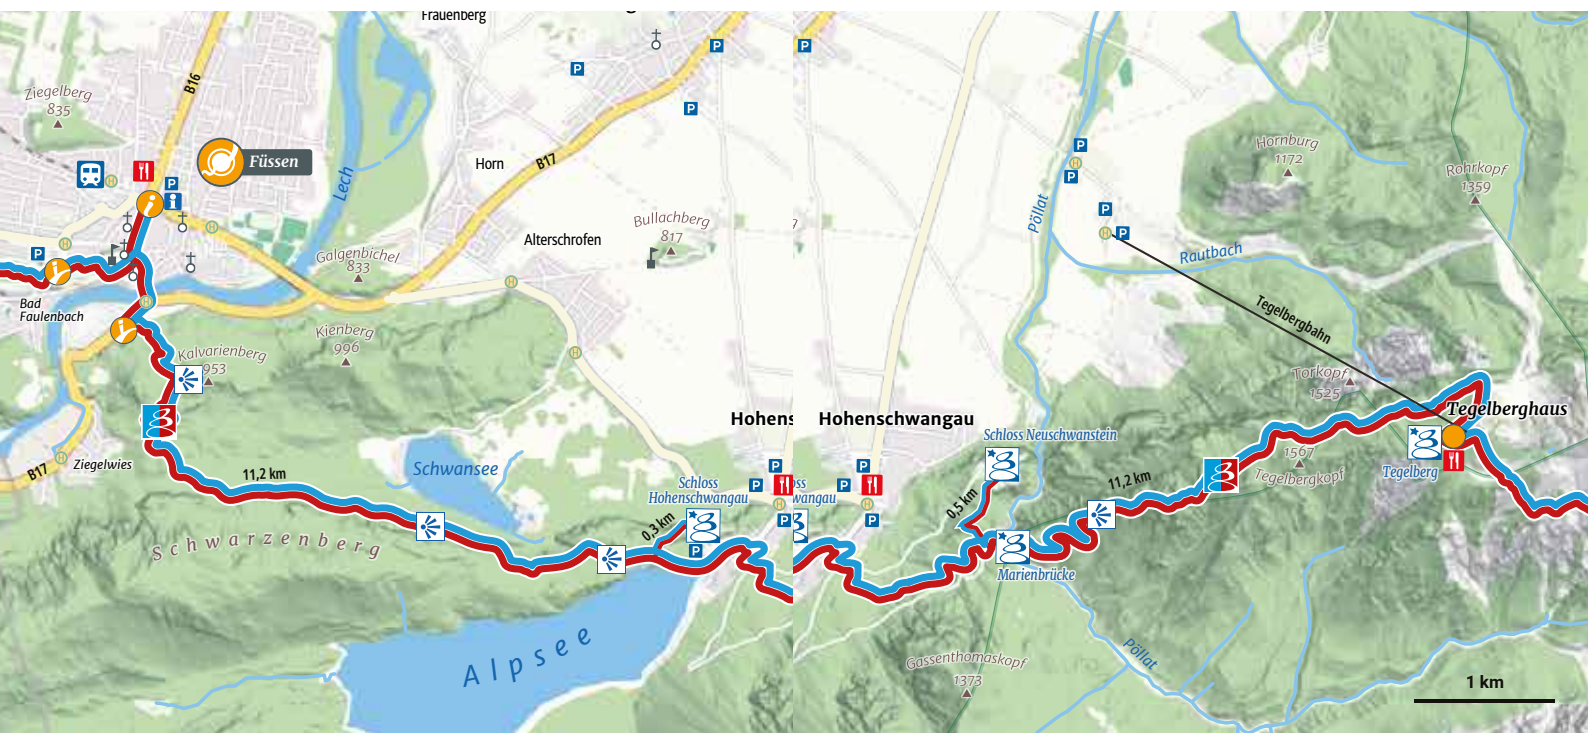 Frauenberg
B16
Ziegelberg
835
P
P
P
P
Füssen
Horn
B17
Lech
P
i
i
H
H
H
P
Bullachberg
817
7
Alterschrofen
Galgenbichel
833
H
Bad
Faulenbach
H
Kienberg
996
Kalvarienberg
953
H
B17
H
Ziegelwies
11,2 km
Schwansee
Schwarzenberg
Schloss
Hohenschwangau
0,3 km
P
Hohens
P
P
H
P
Alpsee
oss
wangau
Hohenschwangau
P
P
H
P
Pöllat
P
H
P
P
H
P
Hornburg
1172
Rohrkopf
1359
Rautbach
Tegelbergbahn
Torkopf
1525
Tegelberghaus
Tegelberg
1567
Tegelbergkopf
Schloss Neuschwanstein
0,5 km
11,2 km
Marienbrücke
Gassenthomaskopf
1373
Pöllat
1 km